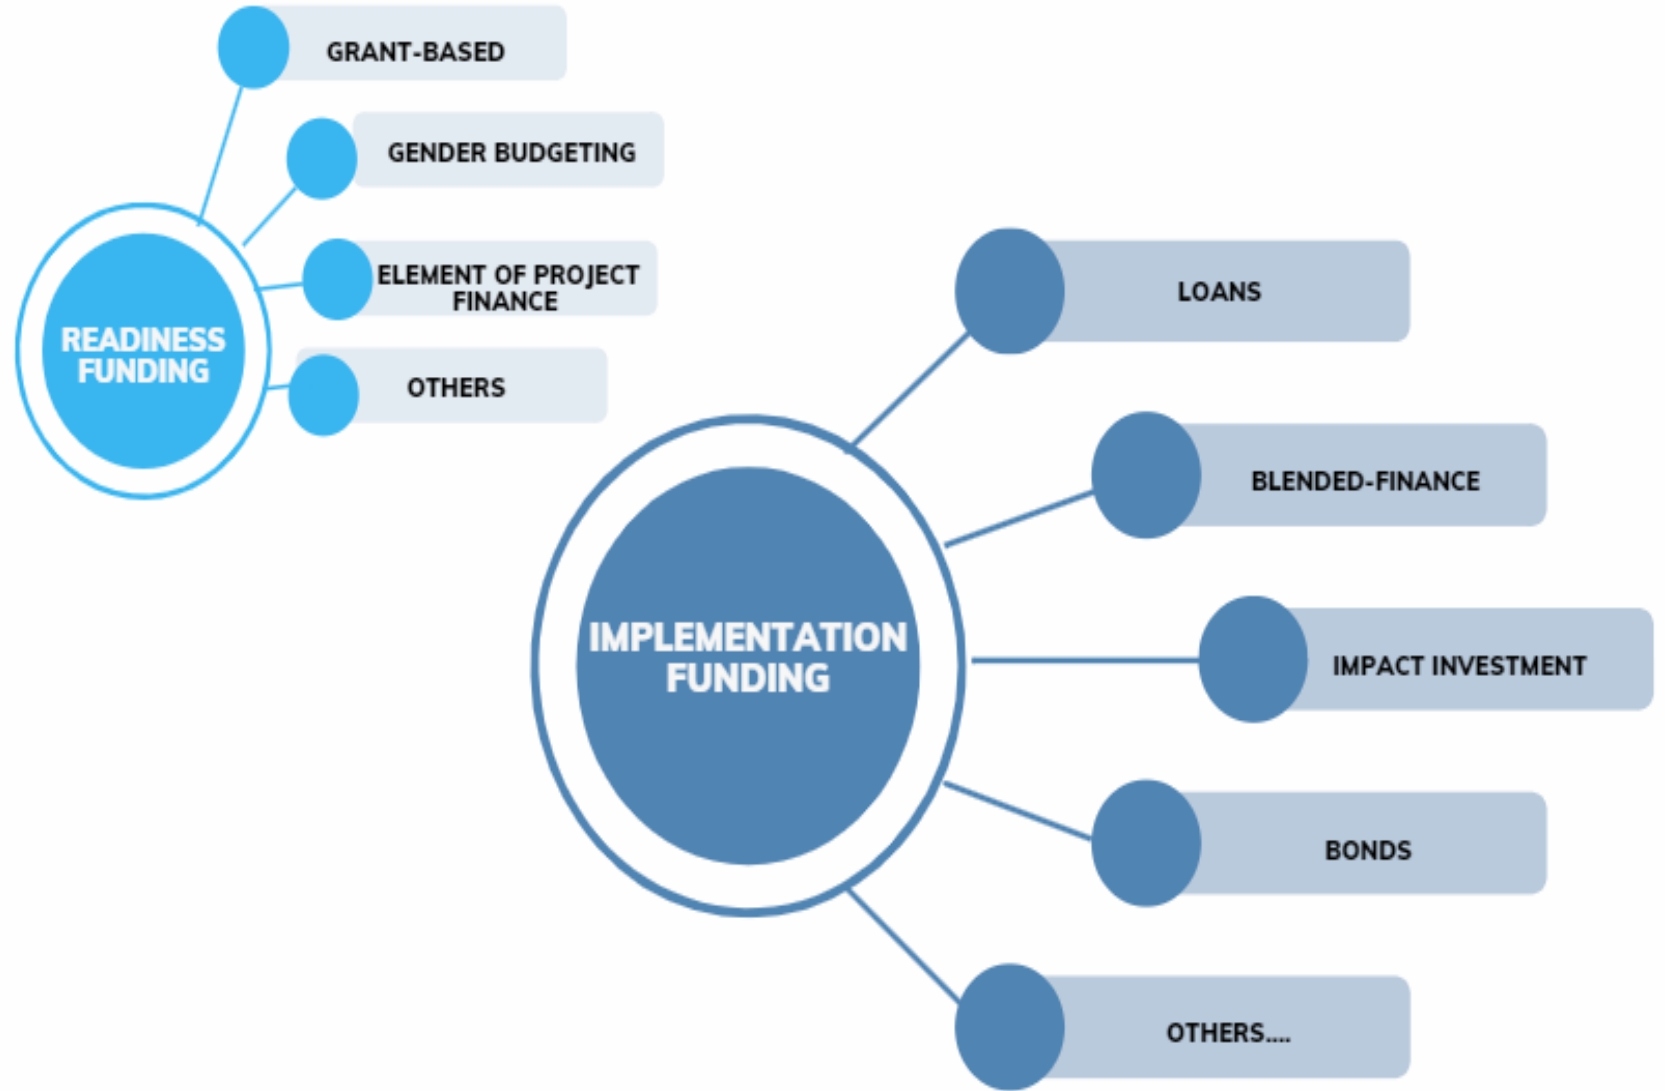 GRANT-BASED
GENDER BUDGETING
ELEMENT OF PROJECT
FINANCE
OTHERS
READINESS
FUNDING
LOANS
BLENDED-FINANCE
IMPACT INVESTMENT
BONDS
OTHERS....
IMPLEMENTATION
FUNDING